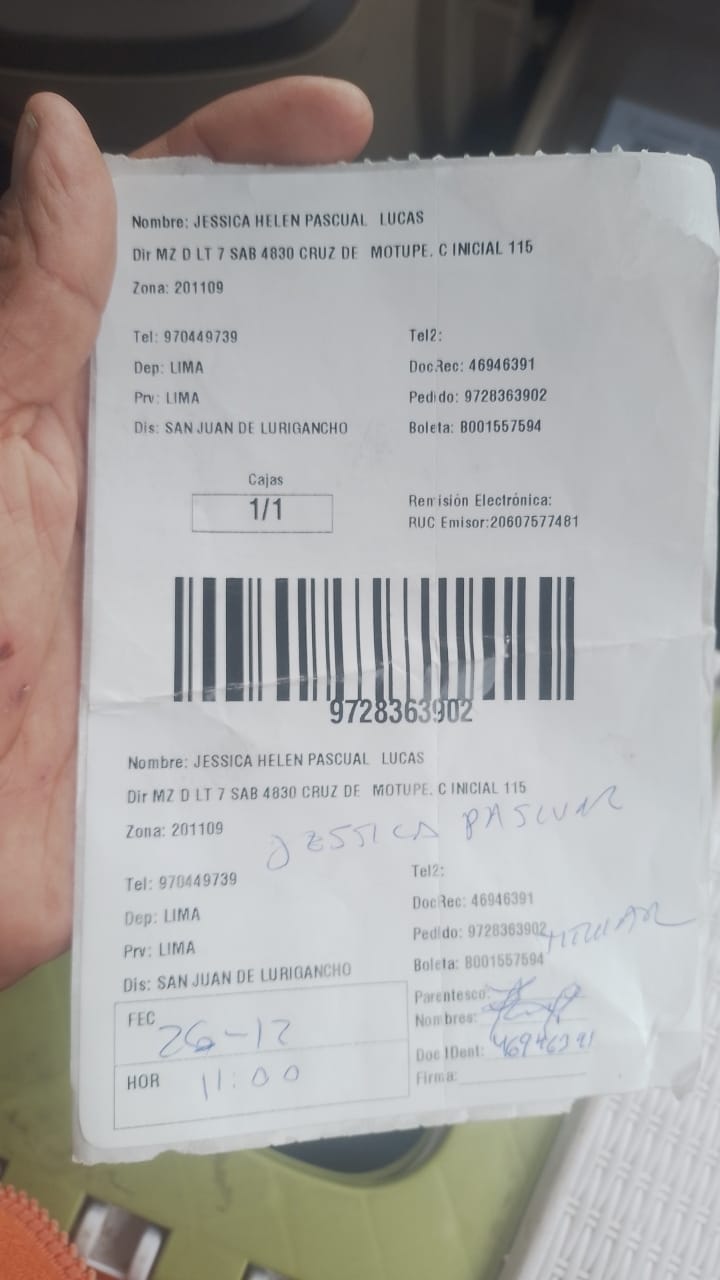 Nombre: JESSICA HELEN PASCUAL LUCAS
Dir MZ D LT 7 SAB 4830 CRUZ DE MOTUPE. C INICIAL 115
Zona: 201109
Tel: 970449739 Tel2:
Dep: LIMA DocRec: 46946391
Prv: LIMA Pedido: 9728363902
Dis: SAN JUAN DE LURIGANCHO Boleta: B001557594
Cajas
1/1
Remisión Electrónica:
RUC Emisor:20607577481
9728363902
Nombre: JESSICA HELEN PASCUAL LUCAS
Dir MZ D LT 7 SAB 4830 CRUZ DE MOTUPE. C INICIAL 115
Zona: 201109
JESSICA PASCUAL
Tel: 970449739 Tel2:
Dep: LIMA DocRec: 46946391
Prv: LIMA Pedido: 9728363902
TITULAR
Dis: SAN JUAN DE LURIGANCHO Boleta: B001557594
Parentesco:
Nombres:
FEC 26-12
Doc IDent: 46946391
HOR 11:00
Firma: